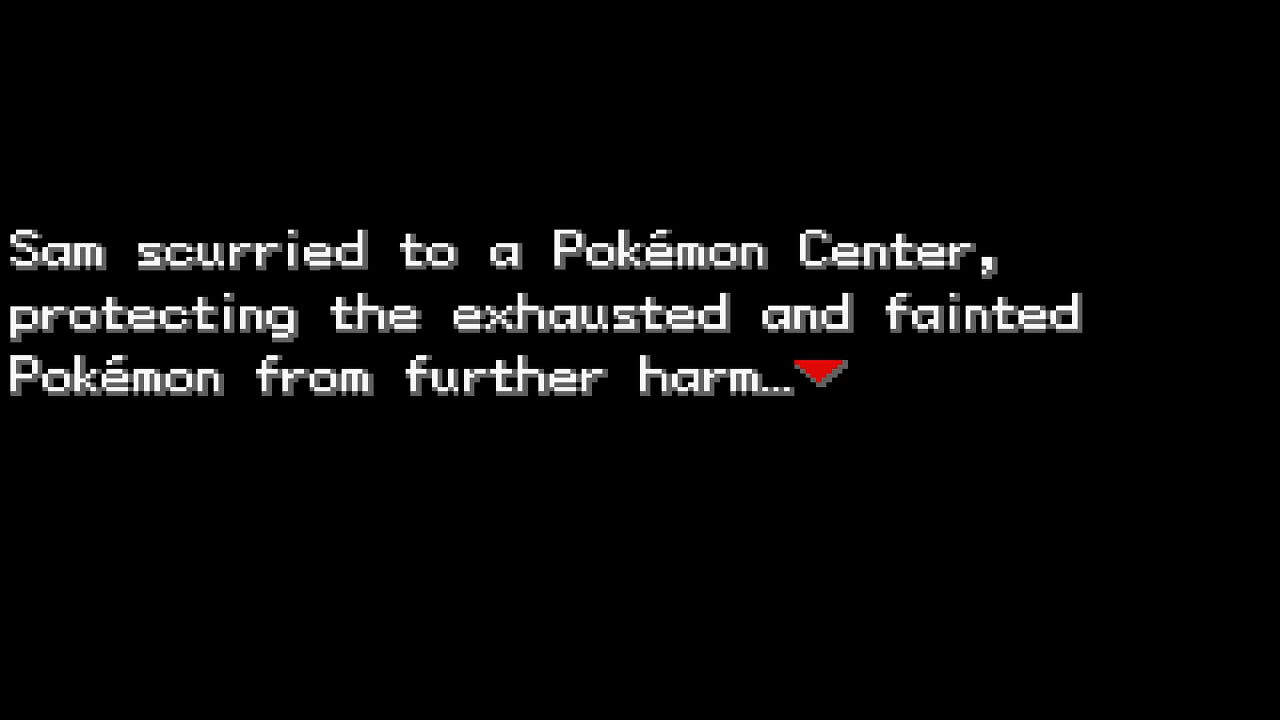 Sam scurried to a Pokémon Center,
protecting the exhausted and fainted
Pokémon from further harm…